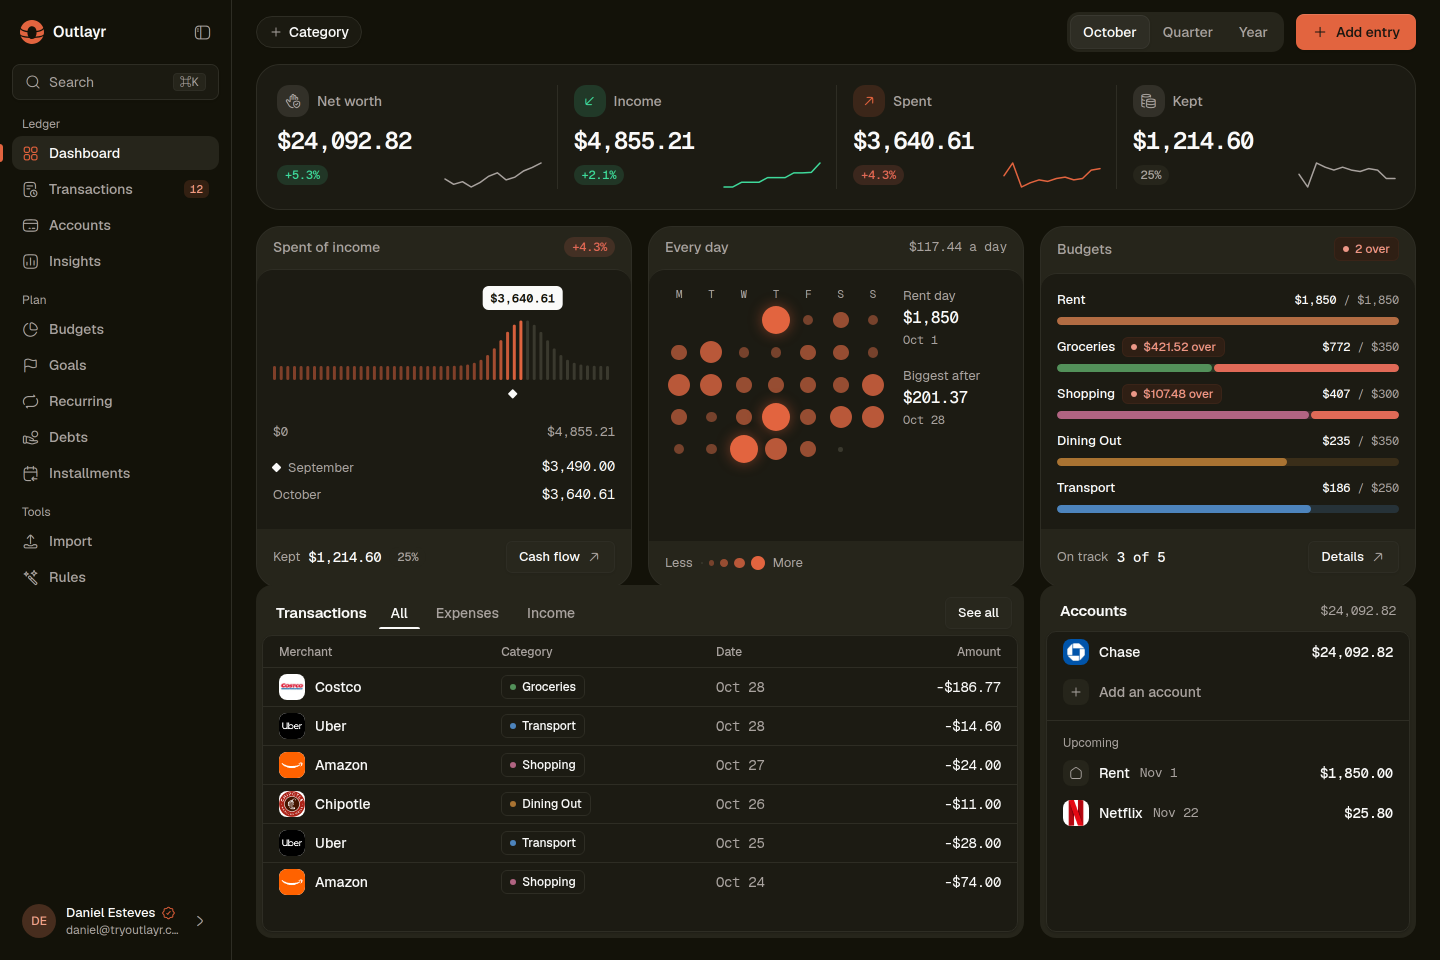 Outlayr
Search ⌘K
Ledger
Dashboard
Transactions 12
Accounts
Insights
Plan
Budgets
Goals
Recurring
Debts
Installments
Tools
Import
Rules
DE
Daniel Esteves
daniel@tryoutlayr.c...
+ Category
October Quarter Year
+ Add entry
Net worth
$24,092.82
+5.3%
Income
$4,855.21
+2.1%
Spent
$3,640.61
+4.3%
Kept
$1,214.60
25%
Spent of income +4.3%
$3,640.61
$0 $4,855.21
September $3,490.00
October $3,640.61
Kept $1,214.60 25% Cash flow
Every day $117.44 a day
M T W T F S S
Rent day
$1,850
Oct 1
Biggest after
$201.37
Oct 28
Less More
Budgets 2 over
Rent $1,850 / $1,850
Groceries $421.52 over $772 / $350
Shopping $107.48 over $407 / $300
Dining Out $235 / $350
Transport $186 / $250
On track 3 of 5 Details
Transactions All Expenses Income See all
Merchant Category Date Amount
Costco Groceries Oct 28 -$186.77
Uber Uber Transport Oct 28 -$14.60
Amazon Shopping Oct 27 -$24.00
Chipotle Dining Out Oct 26 -$11.00
Uber Uber Transport Oct 25 -$28.00
Amazon Shopping Oct 24 -$74.00
Accounts $24,092.82
Chase $24,092.82
+ Add an account
Upcoming
Rent Nov 1 $1,850.00
Netflix Nov 22 $25.80